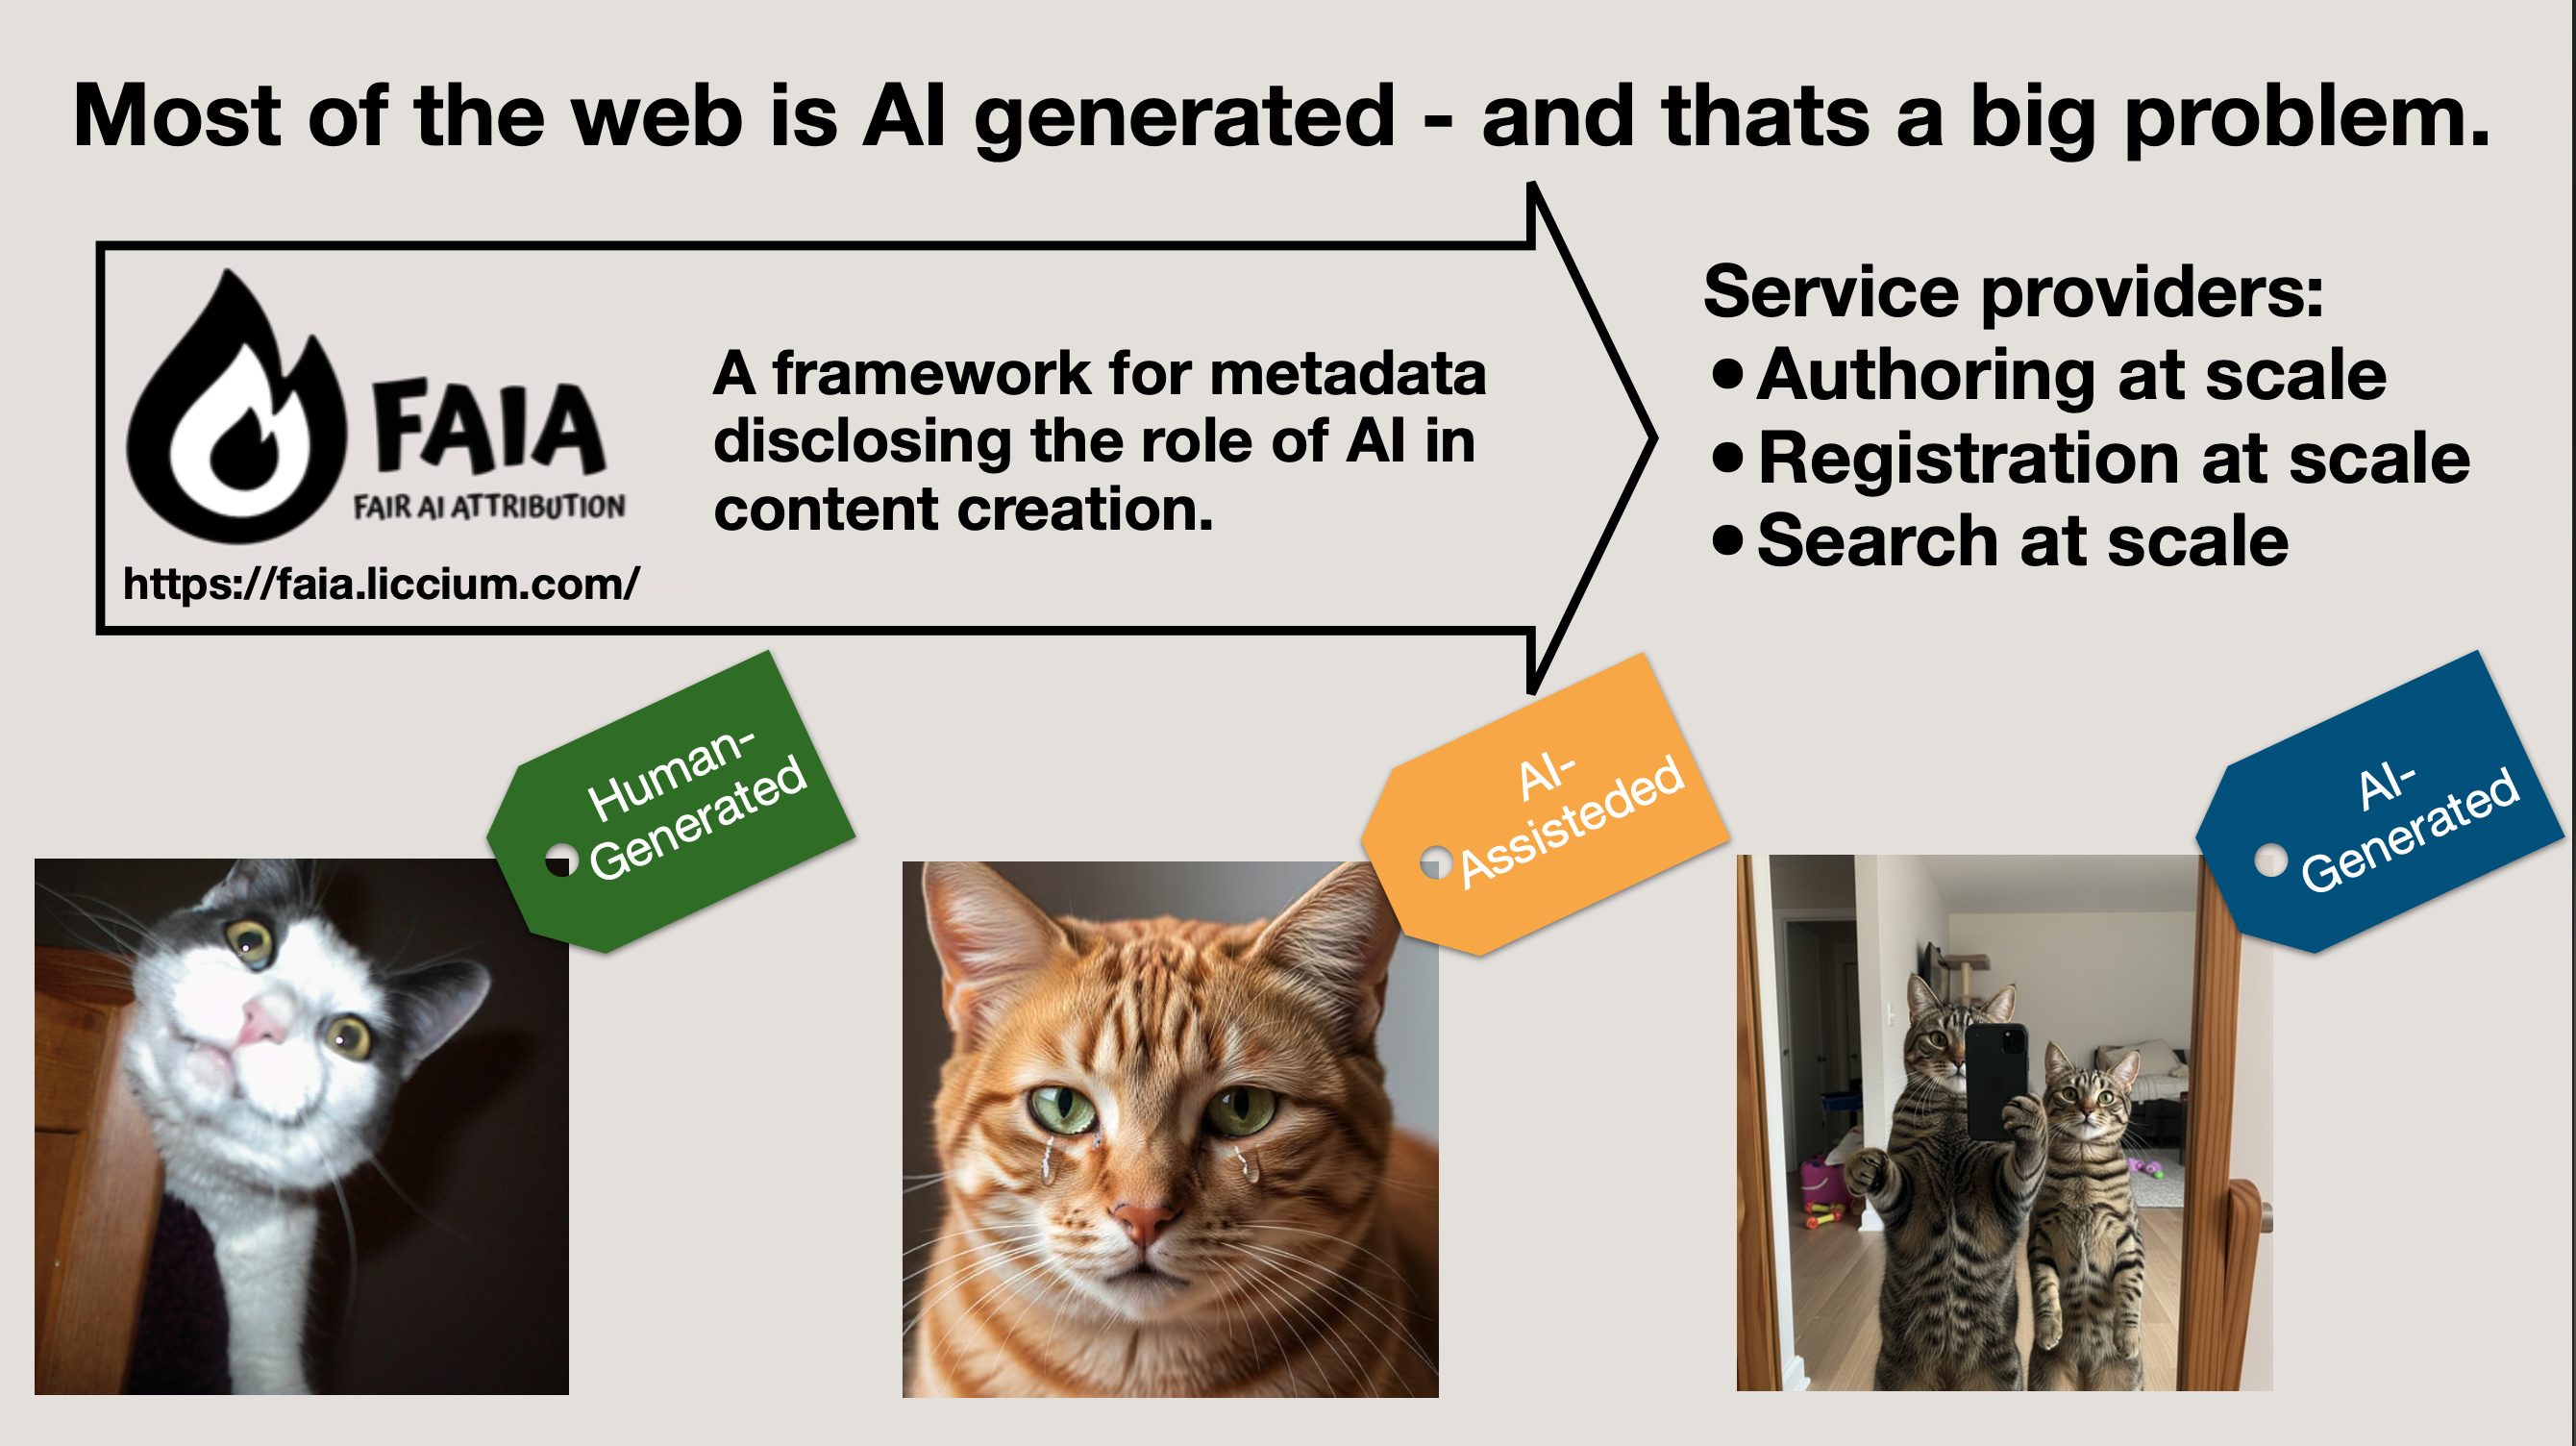 Most of the web is AI generated - and thats a big problem.
FAIA
FAIR AI ATTRIBUTION
https://faia.liccium.com/
A framework for metadata
disclosing the role of AI in
content creation.
Service providers:
• Authoring at scale
• Registration at scale
• Search at scale
Human-
Generated
AI-
Assisteded
AI-
Generated